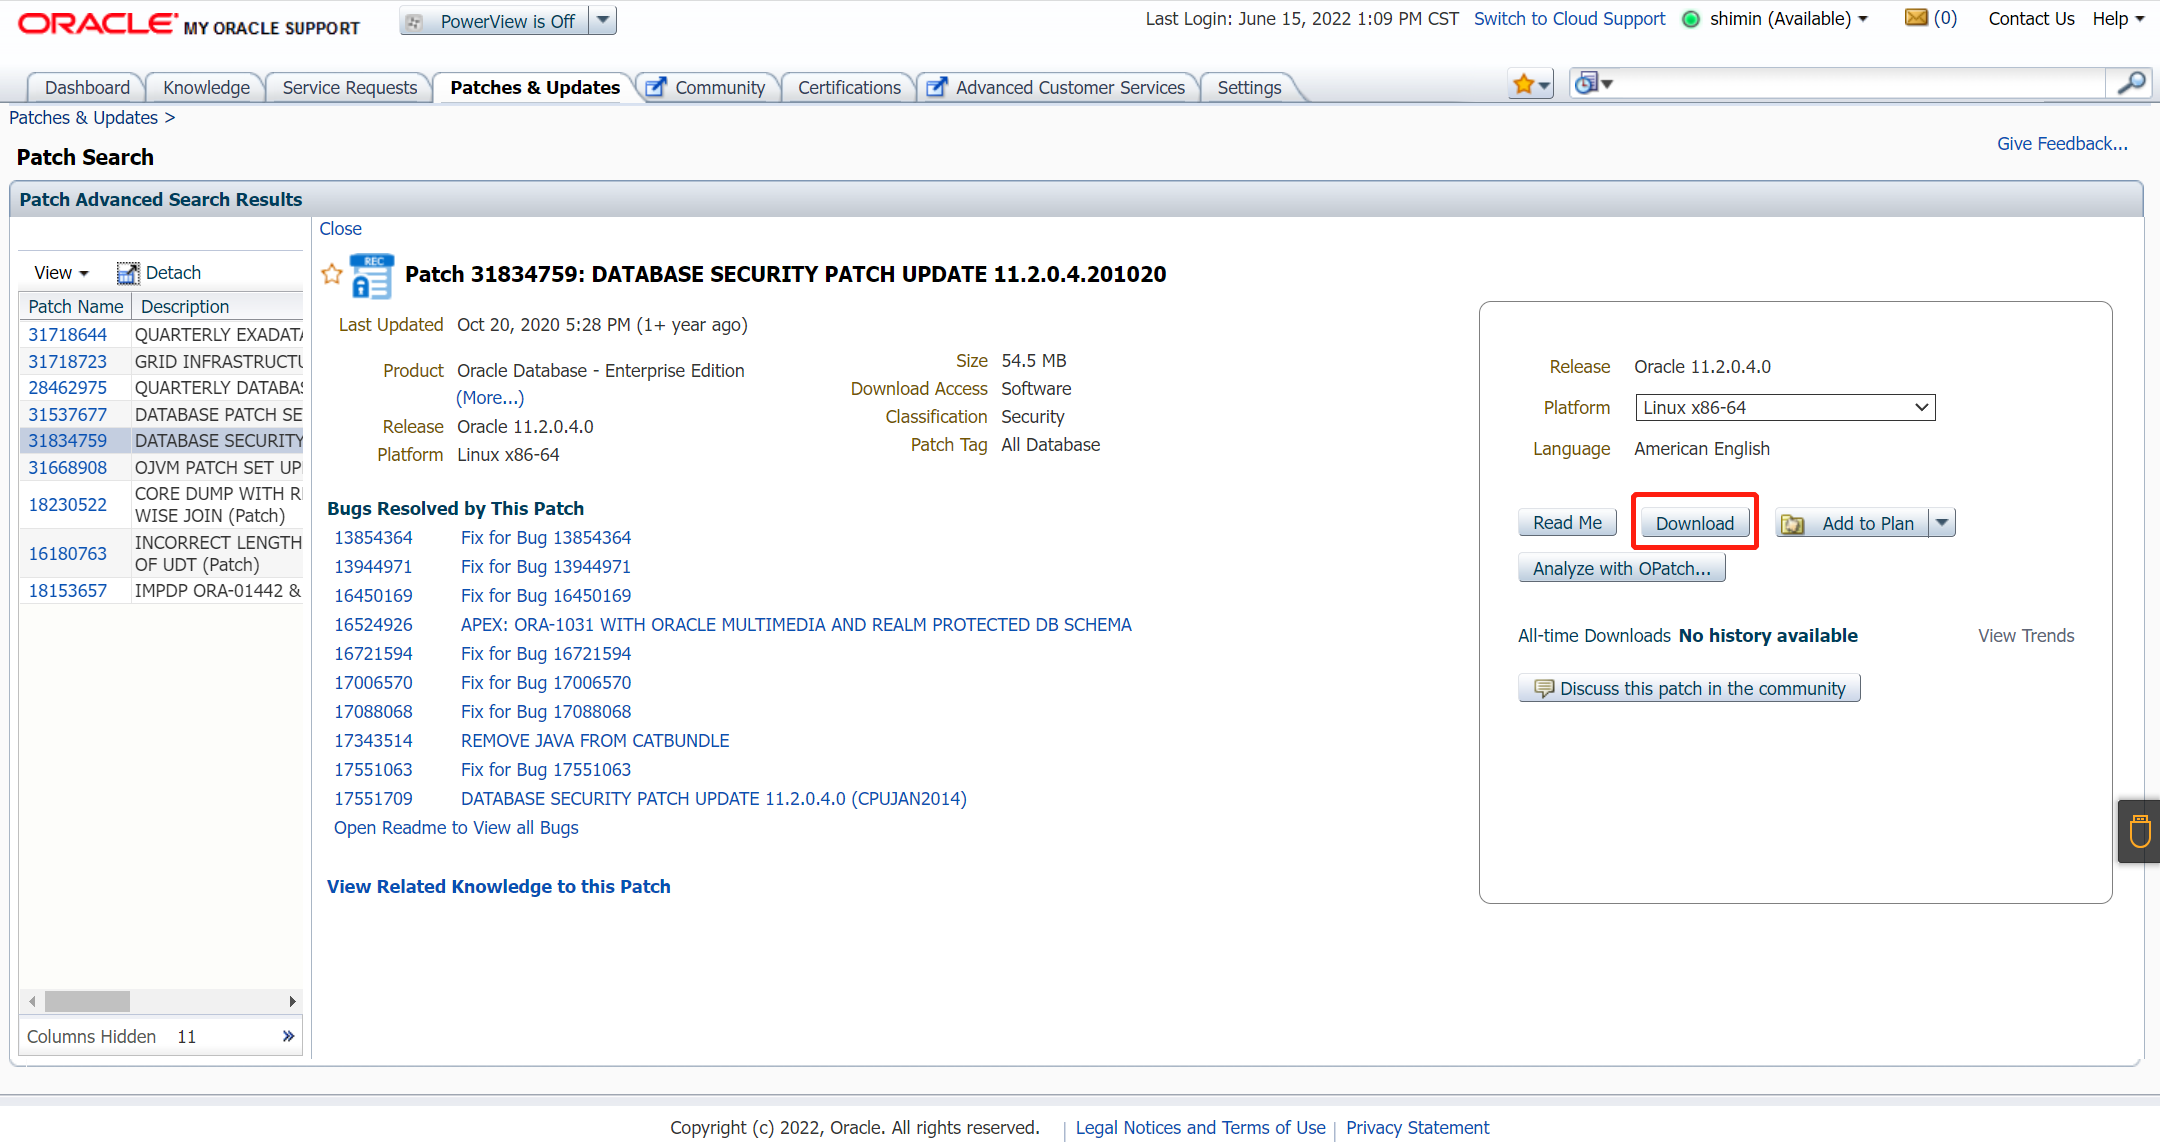 ORACLE MY ORACLE SUPPORT
PowerView is Off
Last Login: June 15, 2022 1:09 PM CST Switch to Cloud Support shimin (Available) (0) Contact Us Help
Dashboard Knowledge Service Requests Patches & Updates Community Certifications Advanced Customer Services Settings
Patches & Updates >
Give Feedback...
Patch Search
Patch Advanced Search Results
View Detach
Patch Name Description
31718644 QUARTERLY EXADATA
31718723 GRID INFRASTRUCTU
28462975 QUARTERLY DATABAS
31537677 DATABASE PATCH SE
31834759 DATABASE SECURITY
31668908 OJVM PATCH SET UP
18230522 CORE DUMP WITH R
WISE JOIN (Patch)
16180763 INCORRECT LENGTH
OF UDT (Patch)
18153657 IMPDP ORA-01442 &
Columns Hidden 11
Close
REC
Patch 31834759: DATABASE SECURITY PATCH UPDATE 11.2.0.4.201020
Last Updated Oct 20, 2020 5:28 PM (1+ year ago)
Product Oracle Database - Enterprise Edition
(More...)
Release Oracle 11.2.0.4.0
Platform Linux x86-64
Size 54.5 MB
Download Access Software
Classification Security
Patch Tag All Database
Bugs Resolved by This Patch
13854364 Fix for Bug 13854364
13944971 Fix for Bug 13944971
16450169 Fix for Bug 16450169
16524926 APEX: ORA-1031 WITH ORACLE MULTIMEDIA AND REALM PROTECTED DB SCHEMA
16721594 Fix for Bug 16721594
17006570 Fix for Bug 17006570
17088068 Fix for Bug 17088068
17343514 REMOVE JAVA FROM CATBUNDLE
17551063 Fix for Bug 17551063
17551709 DATABASE SECURITY PATCH UPDATE 11.2.0.4.0 (CPUJAN2014)
Open Readme to View all Bugs
View Related Knowledge to this Patch
Release Oracle 11.2.0.4.0
Platform Linux x86-64
Language American English
Read Me Download Add to Plan
Analyze with OPatch...
All-time Downloads No history available View Trends
Discuss this patch in the community
Copyright (c) 2022, Oracle. All rights reserved. | Legal Notices and Terms of Use | Privacy Statement